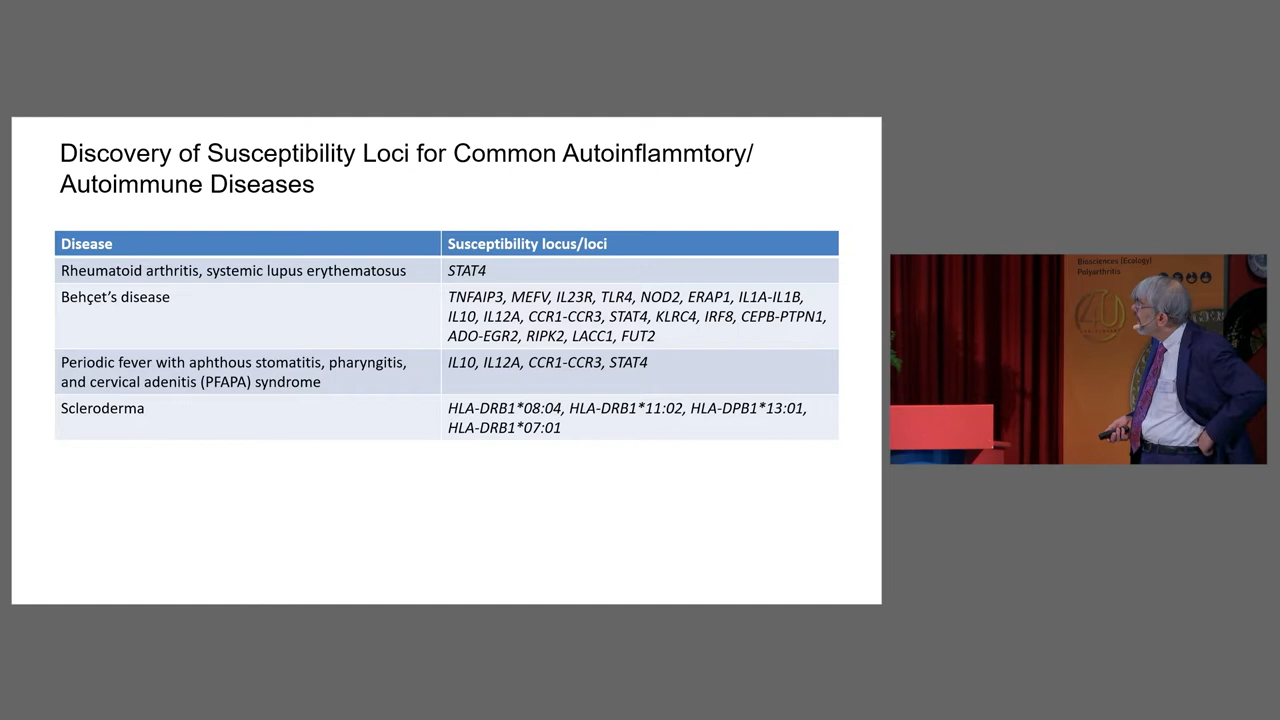 Discovery of Susceptibility Loci for Common Autoinflammtory/
Autoimmune Diseases
Disease
Susceptibility locus/loci
Rheumatoid arthritis, systemic lupus erythematosus
STAT4
Behçet’s disease
TNFAIP3, MEFV, IL23R, TLR4, NOD2, ERAP1, IL1A-IL1B,
IL10, IL12A, CCR1-CCR3, STAT4, KLRC4, IRF8, CEPB-PTPN1,
ADO-EGR2, RIPK2, LACC1, FUT2
Periodic fever with aphthous stomatitis, pharyngitis,
and cervical adenitis (PFAPA) syndrome
IL10, IL12A, CCR1-CCR3, STAT4
Scleroderma
HLA-DRB1*08:04, HLA-DRB1*11:02, HLA-DPB1*13:01,
HLA-DRB1*07:01
Biosciences (Ecology)
Polyarthritis